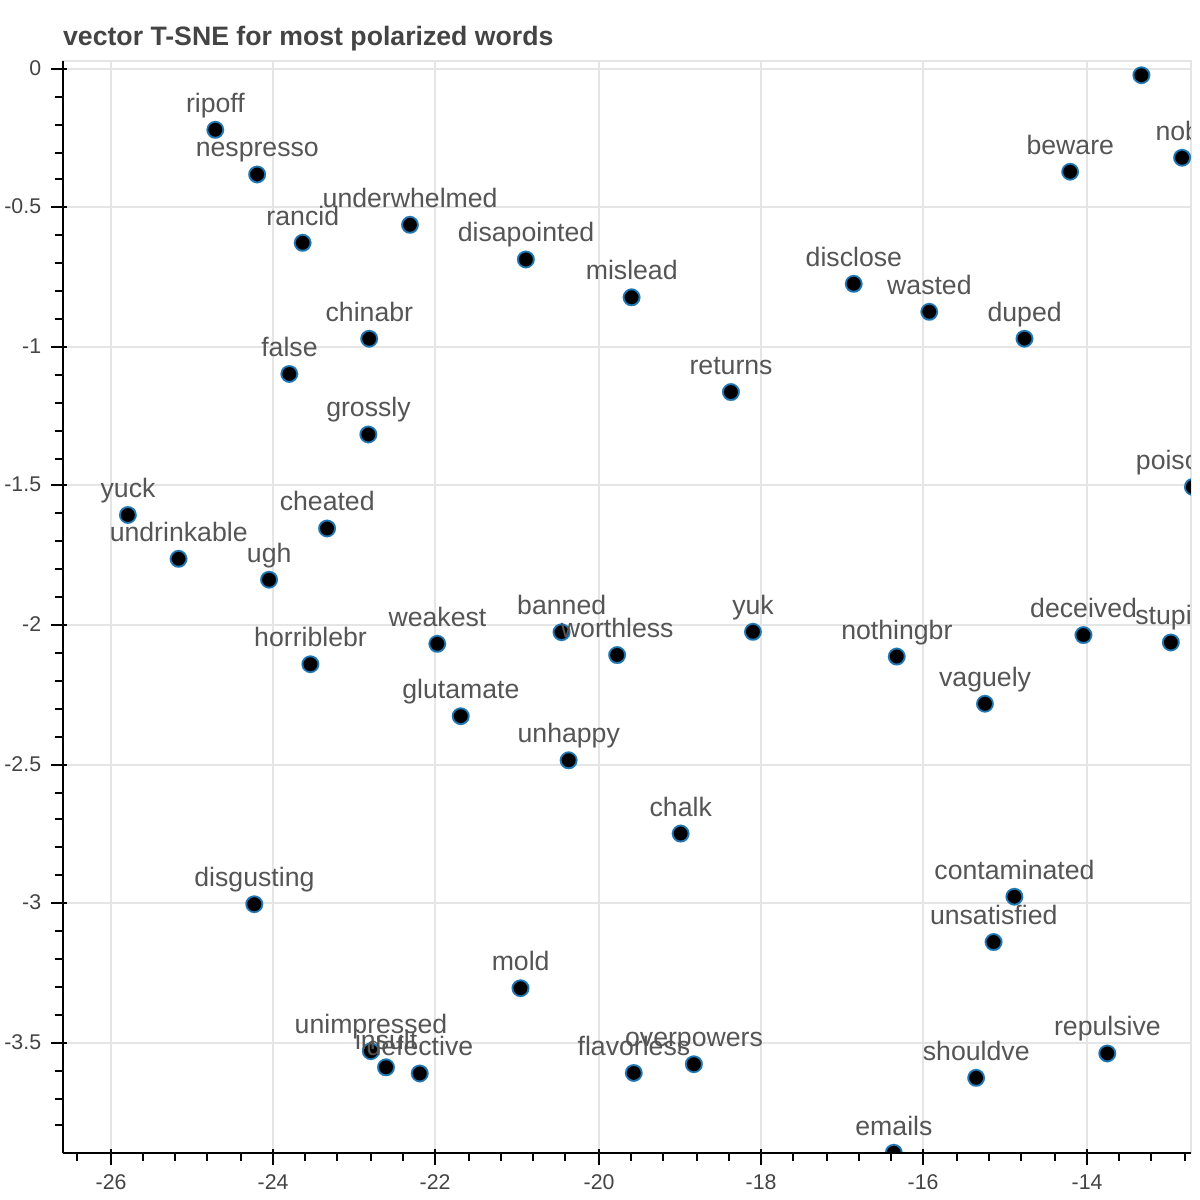 vector T-SNE for most polarized words
0
ripoff
nob
beware
nespresso
underwhelmed
-0.5
rancid
disapointed
disclose
mislead
wasted
chinabr
duped
-1
false
returns
grossly
poiso
-1.5
yuck
cheated
undrinkable
ugh
banned
yuk
deceived
stupi
weakest
-2
worthless
nothingbr
horriblebr
vaguely
glutamate
unhappy
-2.5
chalk
contaminated
disgusting
-3
unsatisfied
mold
unimpressed
repulsive
insult
overpowers
-3.5
defective
flavorless
shouldve
emails
-26
-24
-22
-20
-18
-16
-14